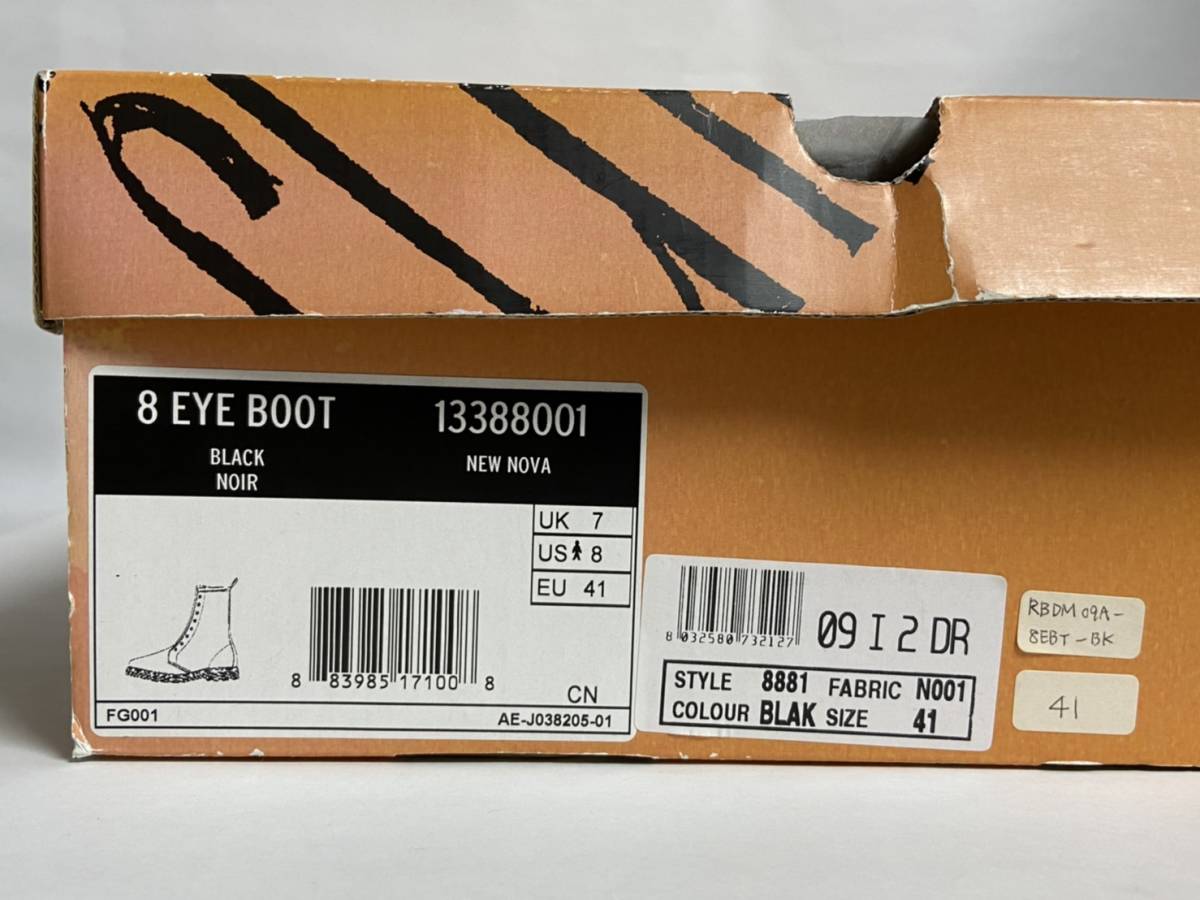 8 EYE BOOT 13388001
BLACK NEW NOVA
NOIR
UK 7
US 8
EU 41
8 83985 17100 8
CN
FG001 AE-J038205-01
8 032580 732127
09 I 2 DR
STYLE 8881 FABRIC N001
COLOUR BLAK SIZE 41
RBDM09A-
8EBT-BK
41